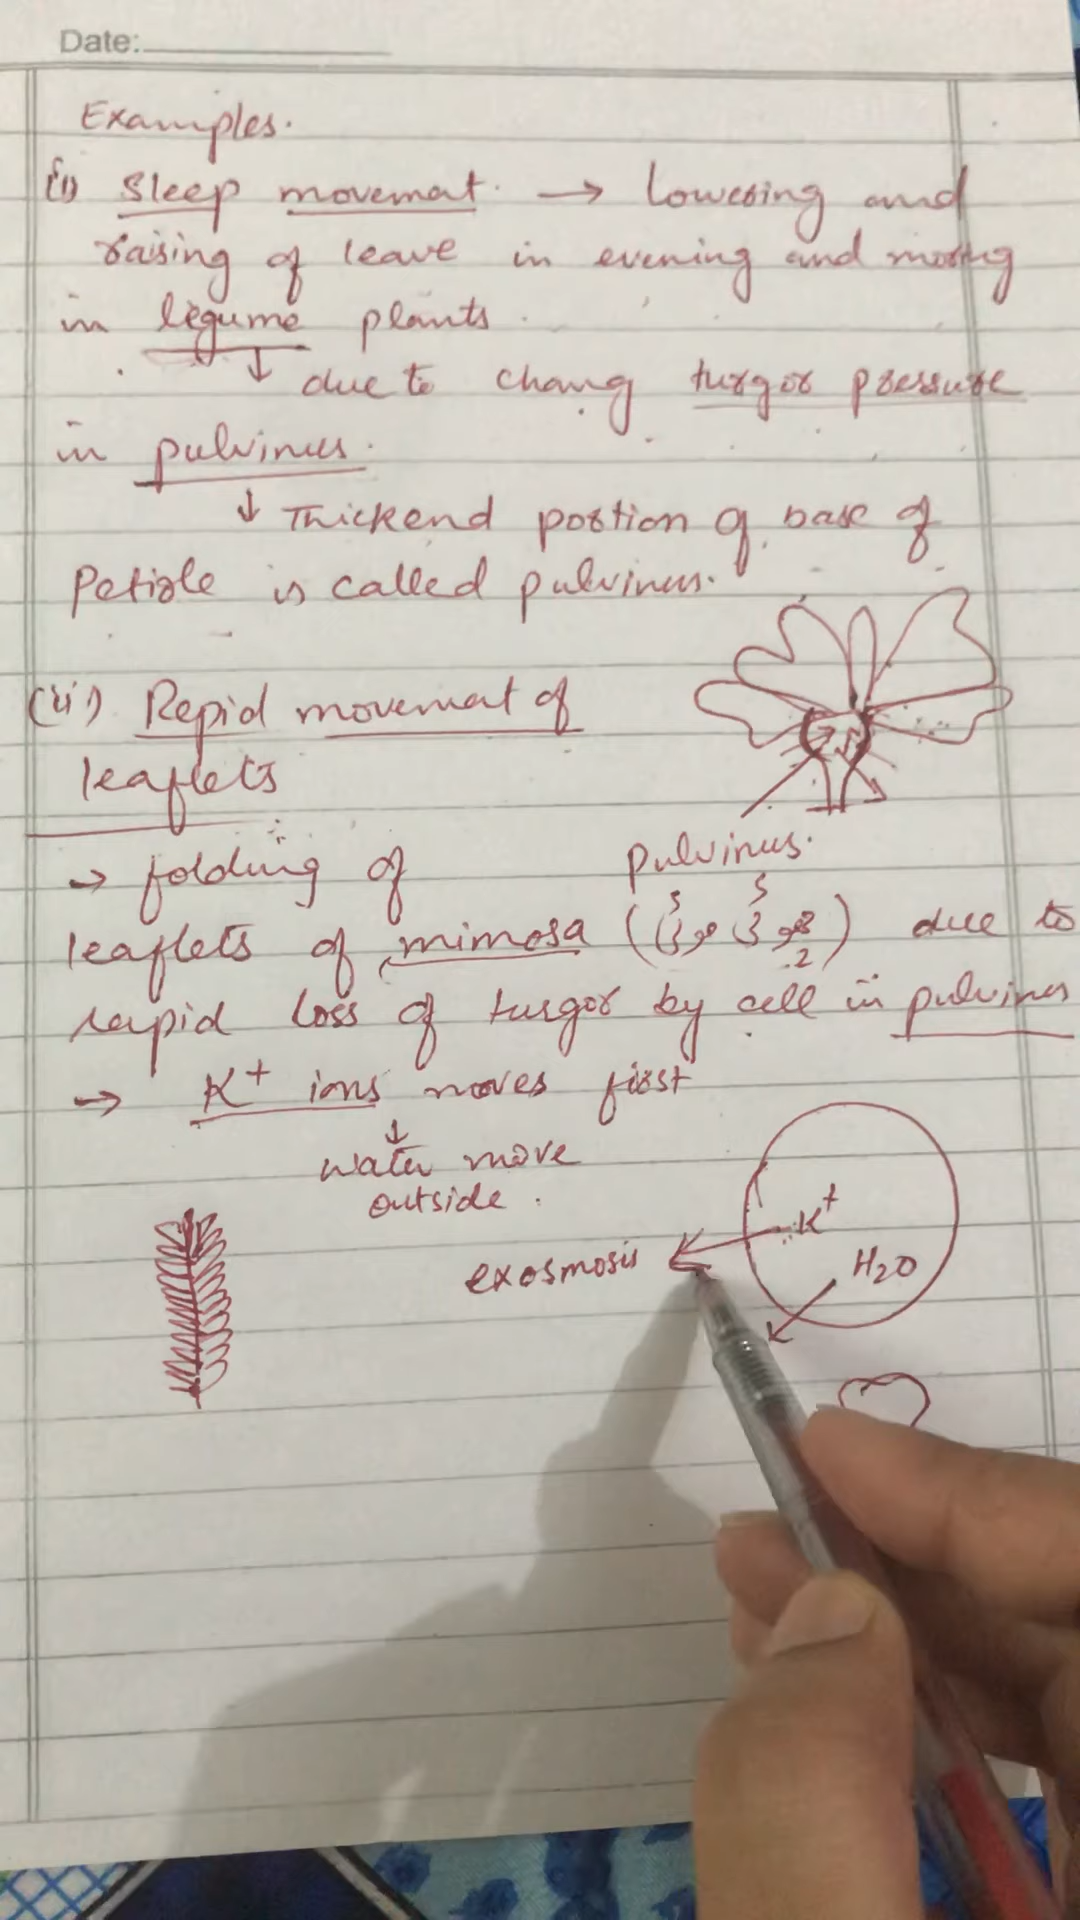 Date:
Examples.
(i) Sleep movemat. → Lowering and
raising of leave in evening and morng
in legume plants.
↓ due to chang turgor pressure
in pulvinus.
↓ Thickend portion of base of
Petiole is called pulvinus.
(ii) Repid movemat of
leaflets
→ folding of
pulvinus.
leaflets of mimosa ( ) due to
rapid loss of turgor by cell in pulvinus
→ K+ ions moves first
↓
water move
outside.
K+
H2O
exosmosis